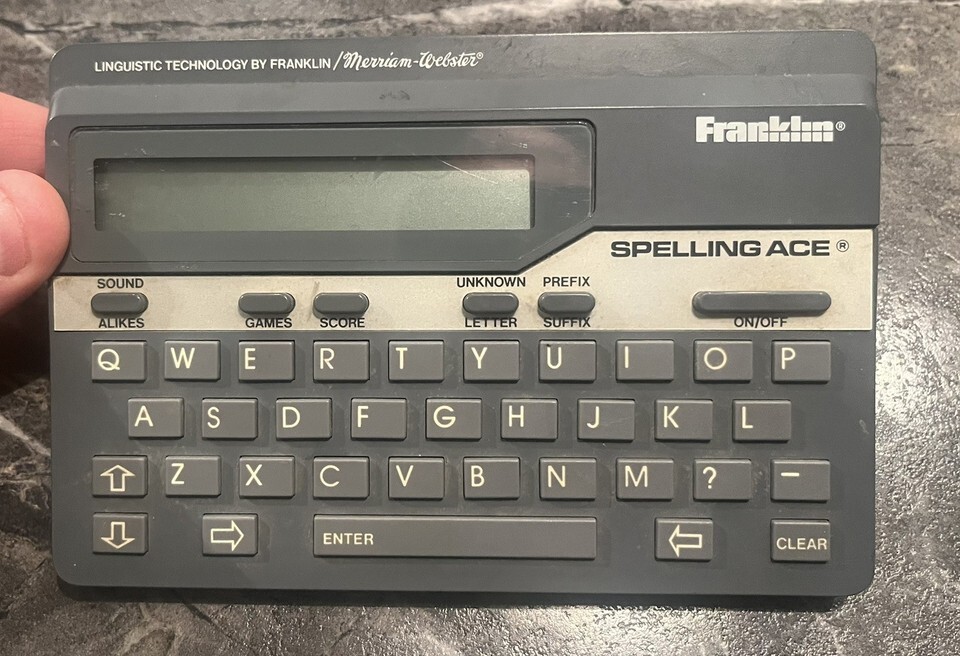 LINGUISTIC TECHNOLOGY BY FRANKLIN/Merriam-Webster®
Franklin®
SPELLING ACE®
SOUND UNKNOWN PREFIX
ALIKES GAMES SCORE LETTER SUFFIX ON/OFF
Q W E R T Y U I O P
A S D F G H J K L
⇧ Z X C V B N M ? –
⇩ ⇨ ENTER ⇦ CLEAR